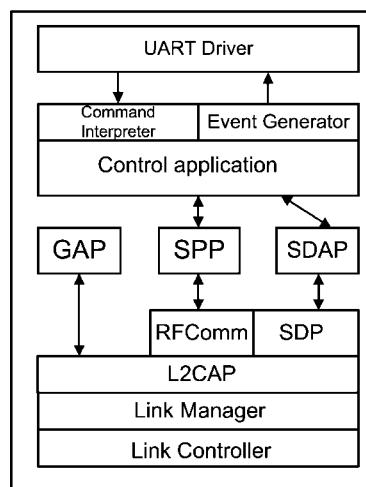 UART Driver
Command
Interpreter
Event Generator
Control application
GAP
SPP
SDAP
RFComm
SDP
L2CAP
Link Manager
Link Controller